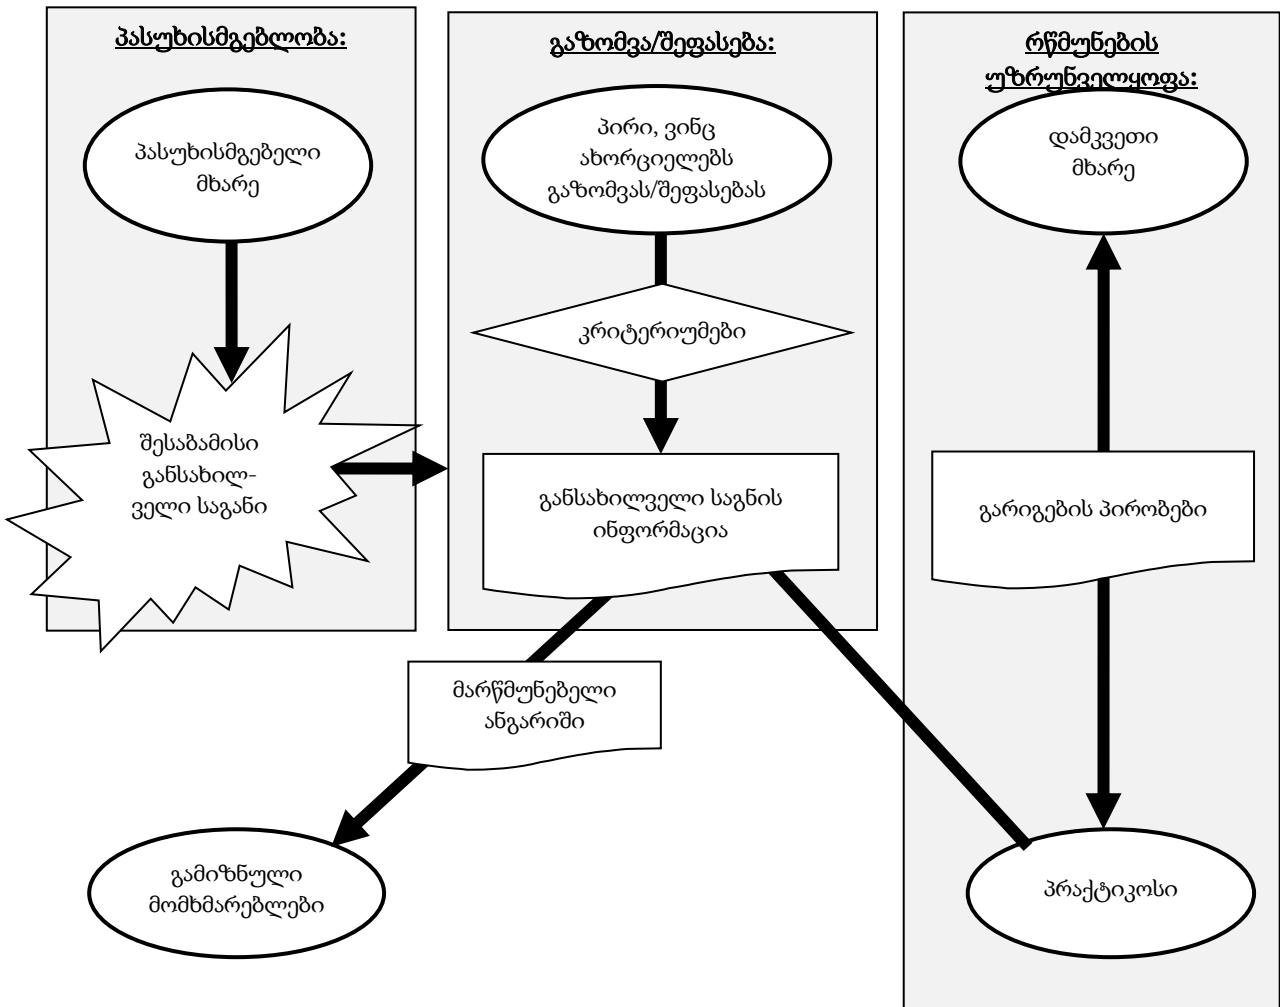 პასუხისმგებლობა:
პასუხისმგებელი
მხარე
შესაბამისი
განსახილ-
ველი საგანი
გაზომვა/შეფასება:
პირი, ვინც
ახორციელებს
გაზომვას/შეფასებას
კრიტერიუმები
განსახილველი საგნის
ინფორმაცია
რწმუნების
უზრუნველყოფა:
დამკვეთი
მხარე
გარიგების პირობები
მარწმუნებელი
ანგარიში
გამიზნული
მომხმარებლები
პრაქტიკოსი